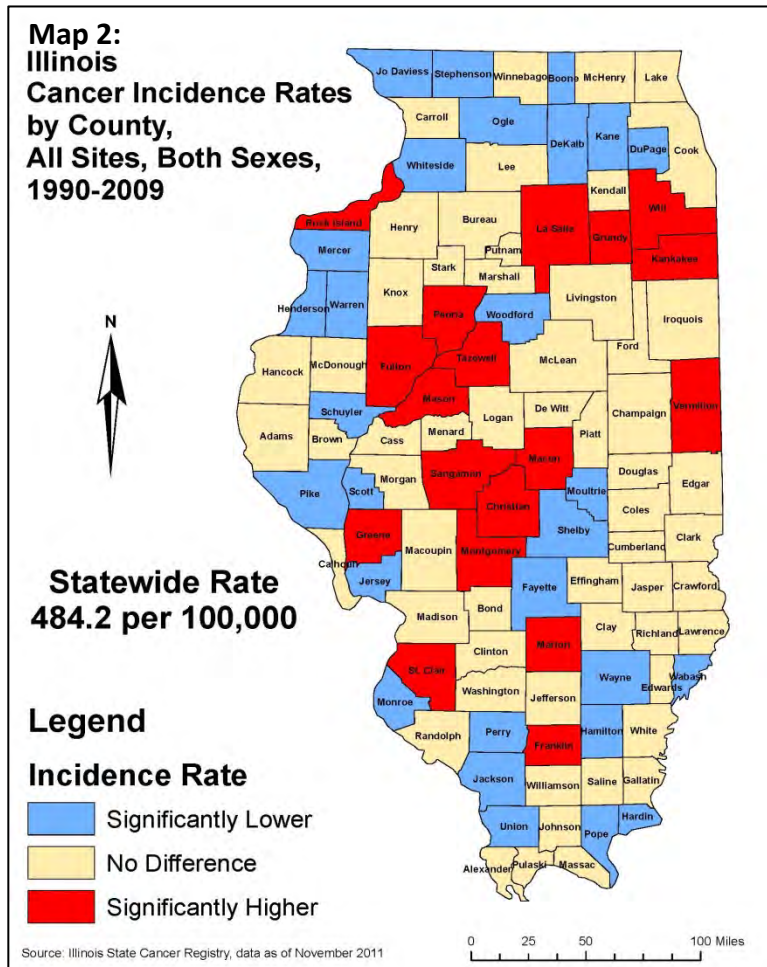 Map 2:
Illinois
Cancer Incidence Rates
by County,
All Sites, Both Sexes,
1990-2009
Jo Daviess
Stephenson
Winnebago
Boone
McHenry
Lake
Carroll
Ogle
DeKalb
Kane
DuPage
Cook
Whiteside
Lee
Kendall
Will
Rock Island
Henry
Bureau
La Salle
Grundy
Kankakee
Mercer
Putnam
Stark
Marshall
Henderson
Warren
Knox
Peoria
Woodford
Livingston
Iroquois
Ford
N
Hancock
McDonough
Fulton
Tazewell
McLean
Mason
Schuyler
Logan
De Witt
Champaign
Vermilion
Adams
Brown
Cass
Menard
Piatt
Macon
Sangamon
Morgan
Scott
Pike
Christian
Moultrie
Douglas
Edgar
Coles
Shelby
Greene
Macoupin
Montgomery
Cumberland
Clark
Calhoun
Jersey
Fayette
Effingham
Jasper
Crawford
Statewide Rate
484.2 per 100,000
Madison
Bond
Clay
Richland
Lawrence
Clinton
Marion
St. Clair
Wayne
Edwards
Wabash
Monroe
Washington
Jefferson
Randolph
Perry
Franklin
Hamilton
White
Jackson
Williamson
Saline
Gallatin
Union
Johnson
Pope
Hardin
Alexander
Pulaski
Massac
Legend
Incidence Rate
Significantly Lower
No Difference
Significantly Higher
Source: Illinois State Cancer Registry, data as of November 2011
0 25 50 100 Miles